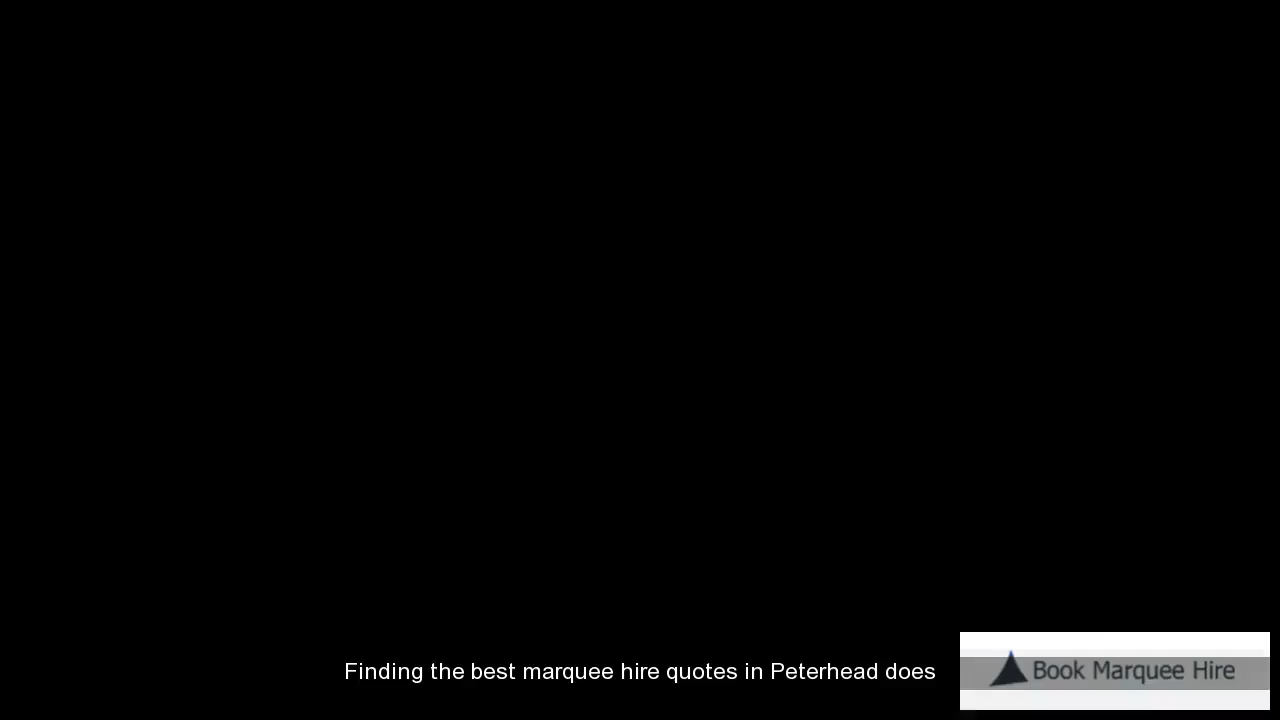 Finding the best marquee hire quotes in Peterhead does
Book Marquee Hire